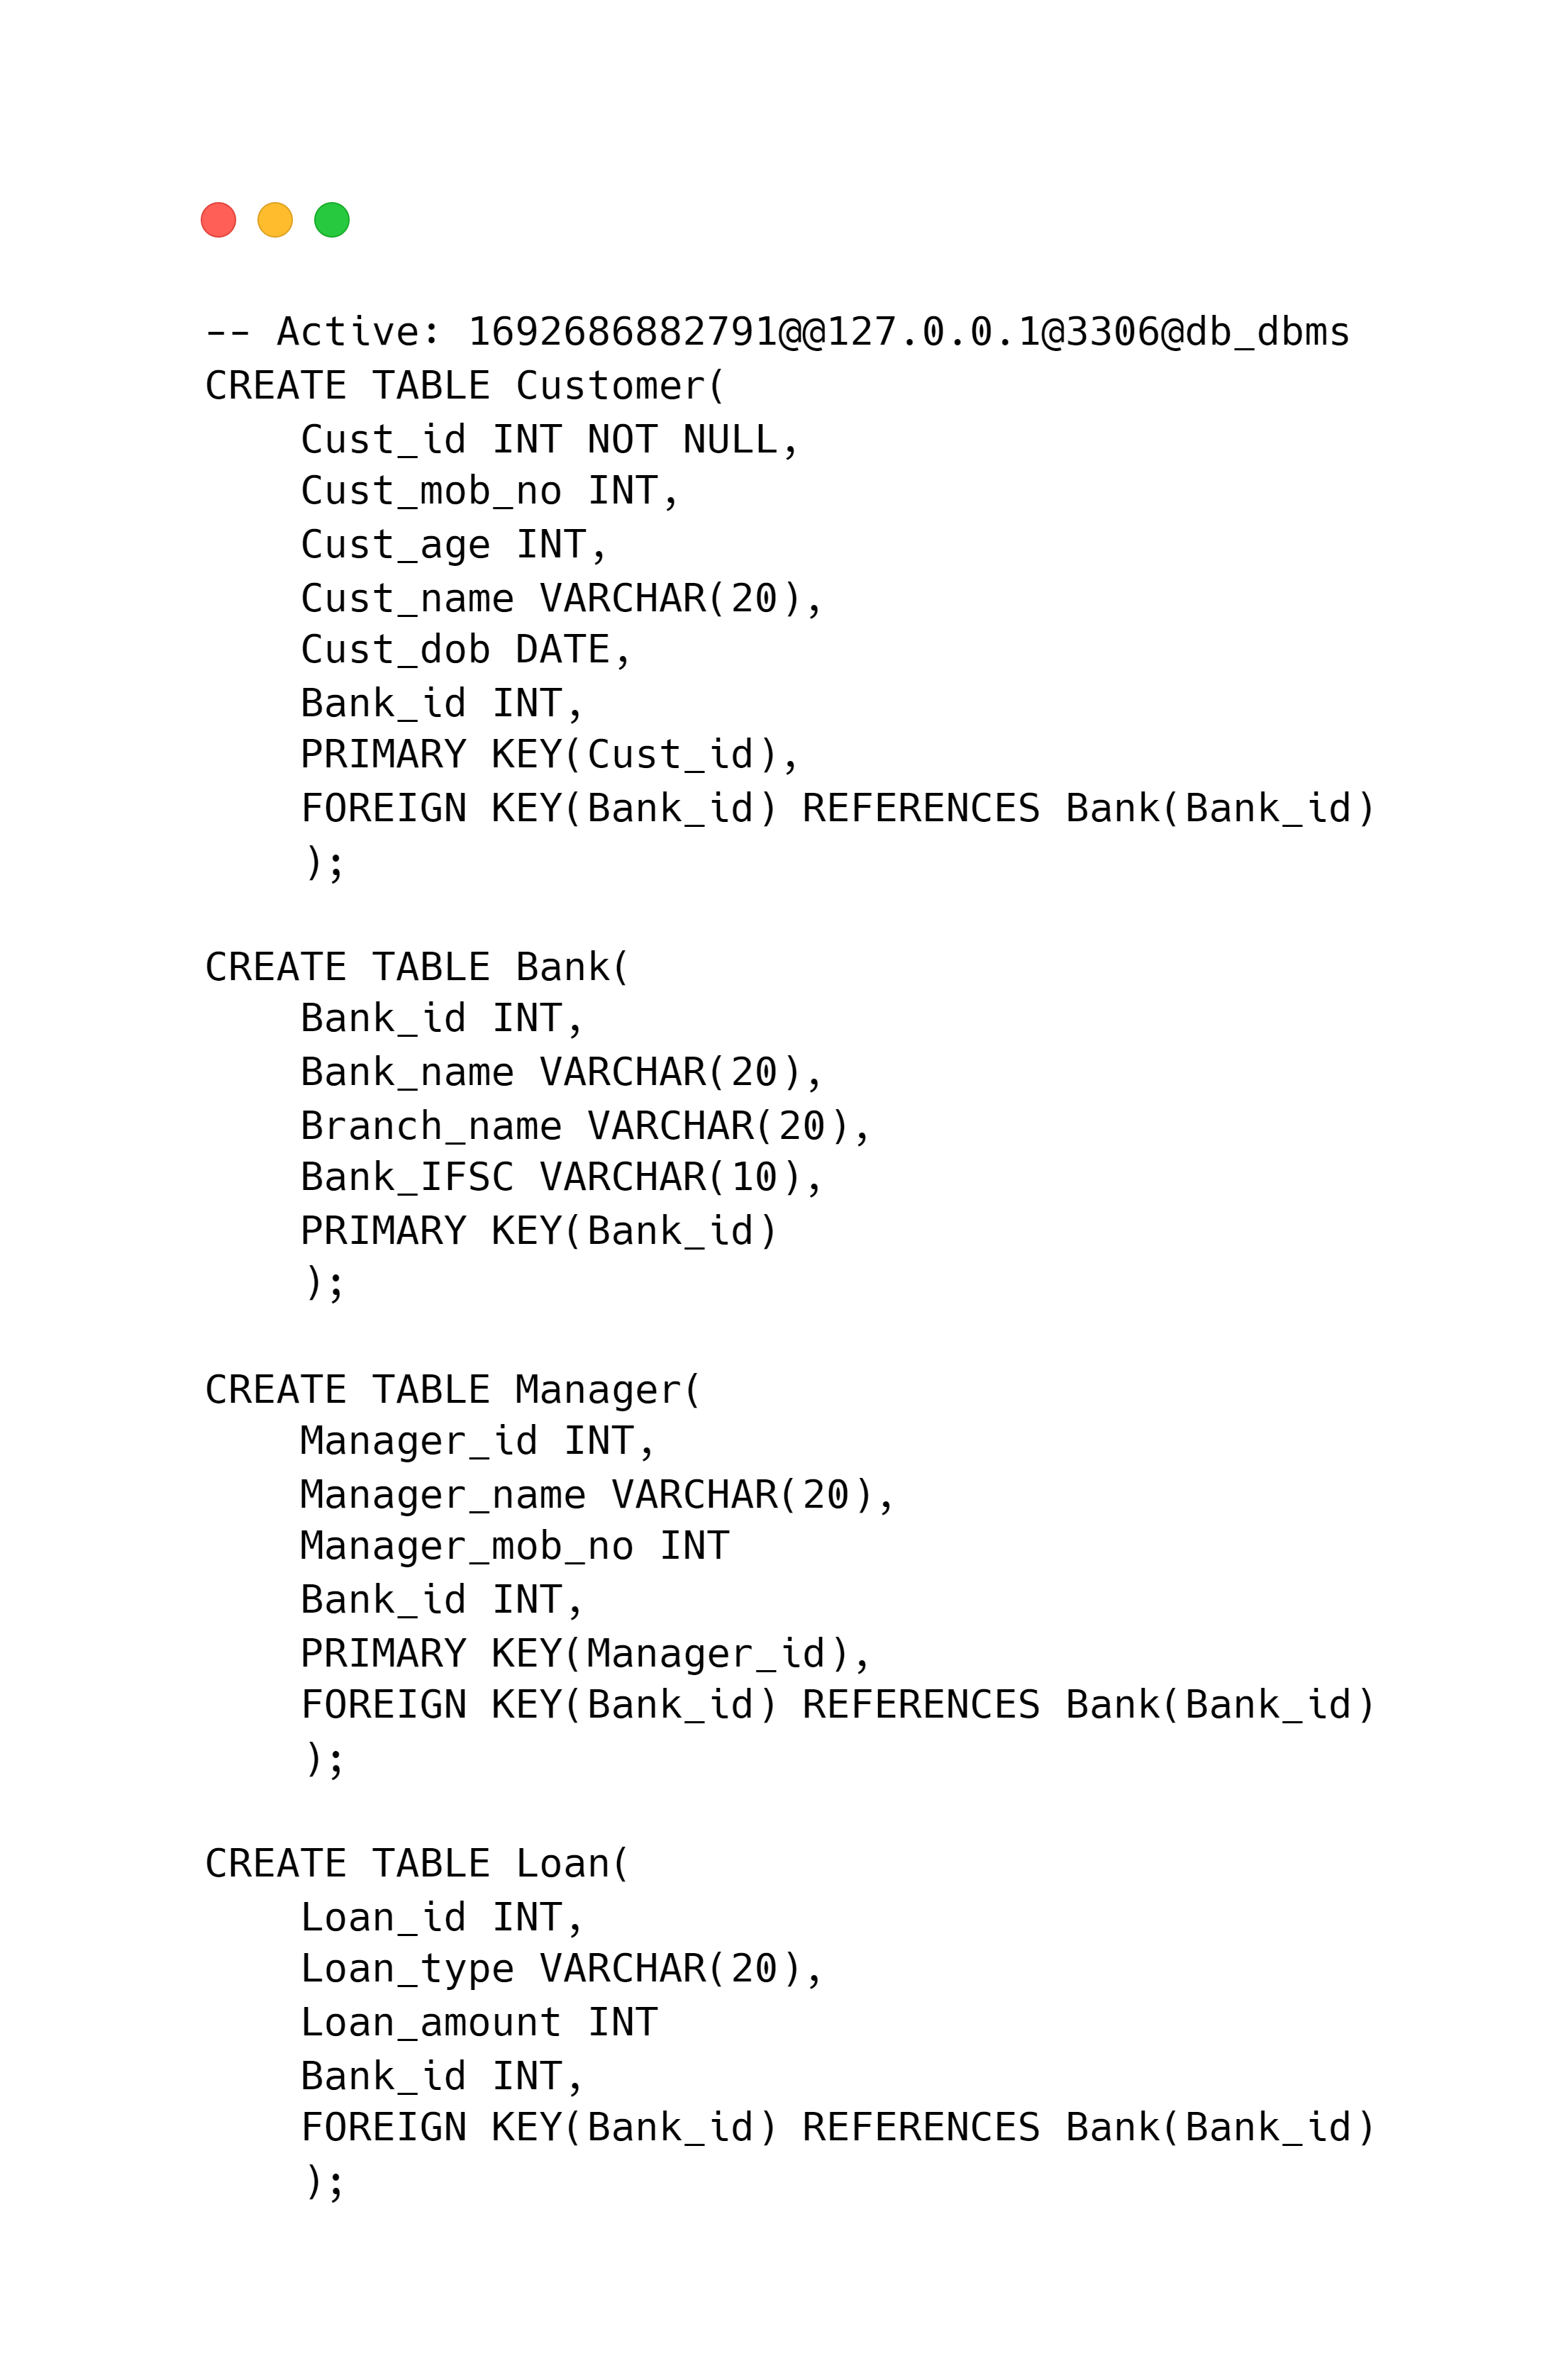 -- Active: 1692686882791@@127.0.0.1@3306@db_dbms
CREATE TABLE Customer(
    Cust_id INT NOT NULL,
    Cust_mob_no INT,
    Cust_age INT,
    Cust_name VARCHAR(20),
    Cust_dob DATE,
    Bank_id INT,
    PRIMARY KEY(Cust_id),
    FOREIGN KEY(Bank_id) REFERENCES Bank(Bank_id)
    );

CREATE TABLE Bank(
    Bank_id INT,
    Bank_name VARCHAR(20),
    Branch_name VARCHAR(20),
    Bank_IFSC VARCHAR(10),
    PRIMARY KEY(Bank_id)
    );

CREATE TABLE Manager(
    Manager_id INT,
    Manager_name VARCHAR(20),
    Manager_mob_no INT
    Bank_id INT,
    PRIMARY KEY(Manager_id),
    FOREIGN KEY(Bank_id) REFERENCES Bank(Bank_id)
    );

CREATE TABLE Loan(
    Loan_id INT,
    Loan_type VARCHAR(20),
    Loan_amount INT
    Bank_id INT,
    FOREIGN KEY(Bank_id) REFERENCES Bank(Bank_id)
    );